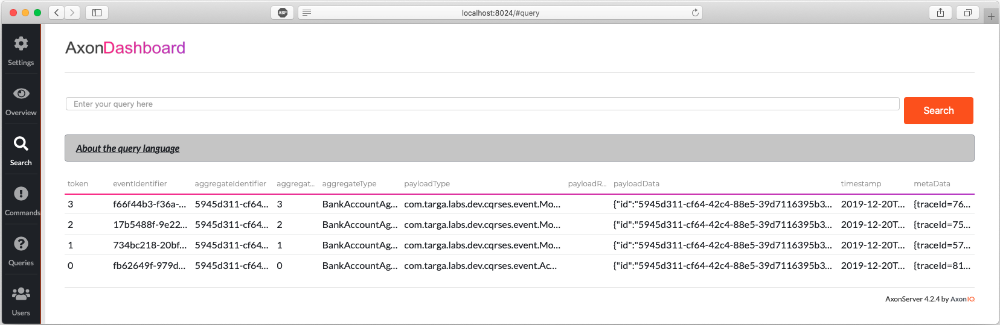 ABP
localhost:8024/#query
Settings
Overview
Search
Commands
Queries
Users
AxonDashboard
Enter your query here
Search
About the query language
token eventIdentifier aggregateIdentifier aggregat... aggregateType payloadType payloadR... payloadData timestamp metaData
3 f66f44b3-f36a-... 5945d311-cf64... 3 BankAccountAg... com.targa.labs.dev.cqrses.event.Mo... {"id":"5945d311-cf64-42c4-88e5-39d7116395b3... 2019-12-20T... {traceId=76...
2 17b5488f-9e22... 5945d311-cf64... 2 BankAccountAg... com.targa.labs.dev.cqrses.event.Mo... {"id":"5945d311-cf64-42c4-88e5-39d7116395b3... 2019-12-20T... {traceId=75...
1 734bc218-20bf... 5945d311-cf64... 1 BankAccountAg... com.targa.labs.dev.cqrses.event.Mo... {"id":"5945d311-cf64-42c4-88e5-39d7116395b3... 2019-12-20T... {traceId=57...
0 fb62649f-979d... 5945d311-cf64... 0 BankAccountAg... com.targa.labs.dev.cqrses.event.Ac... {"id":"5945d311-cf64-42c4-88e5-39d7116395b3... 2019-12-20T... {traceId=81...
AxonServer 4.2.4 by AxonIQ